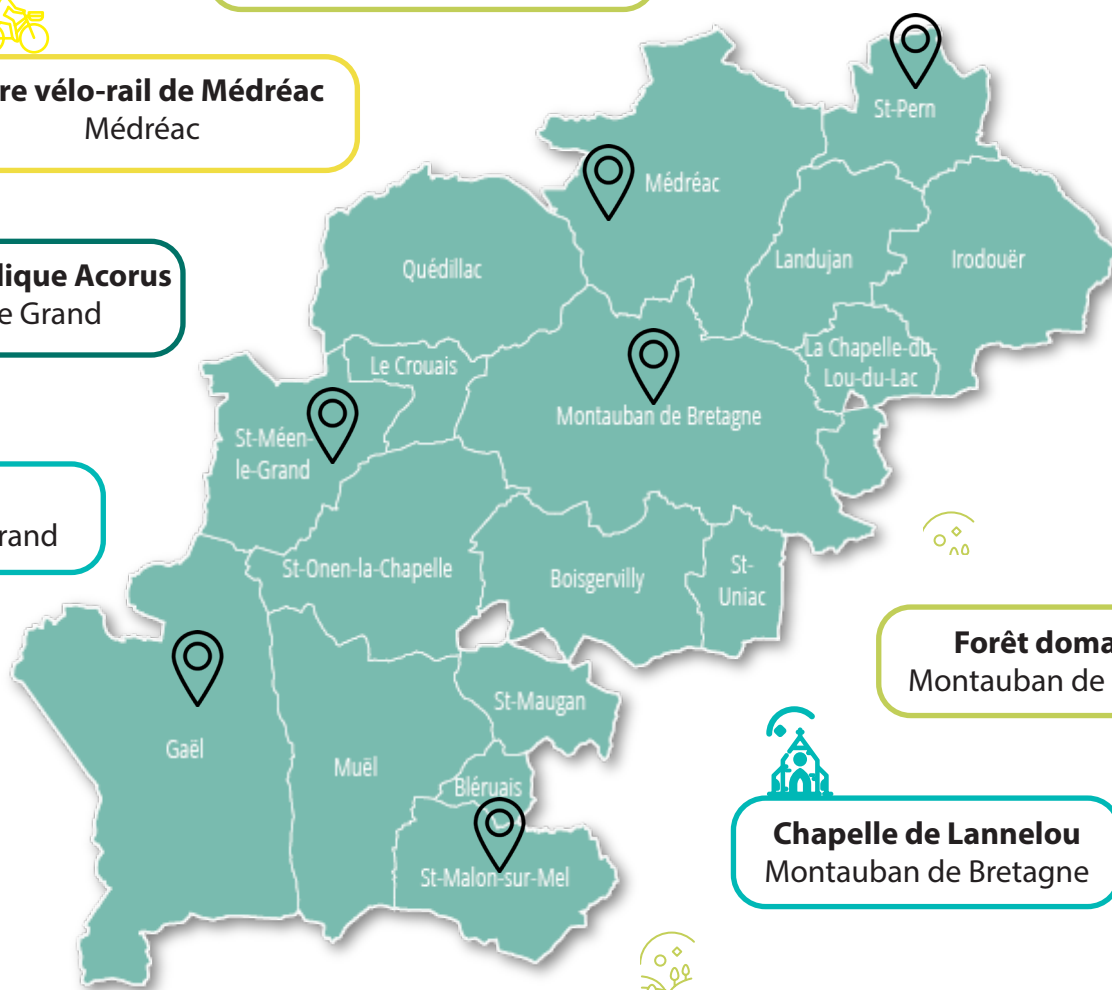 re vélo-rail de Médréac
Médréac
St-Pern
Médréac
Quédillac
Landujan
Irodouër
lique Acorus
e Grand
Le Crouais
La Chapelle-du-
Lou-du-Lac
Montauban de Bretagne
St-Méen-
le-Grand
rand
St-Onen-la-Chapelle
Boisgervilly
St-
Uniac
Forêt doma
Montauban de
St-Maugan
Gaël
Muël
Bléruais
Chapelle de Lannelou
Montauban de Bretagne
St-Malon-sur-Mel